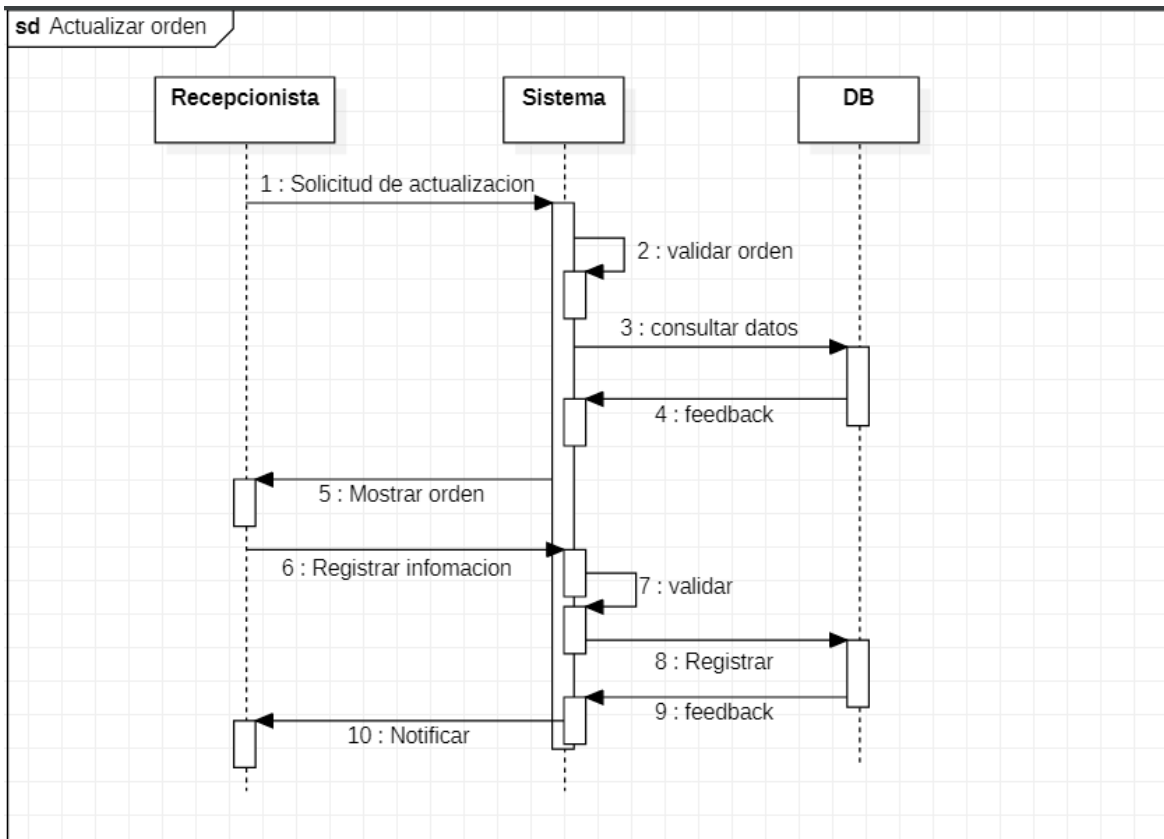 sd Actualizar orden
Recepcionista
Sistema
DB
1 : Solicitud de actualizacion
2 : validar orden
3 : consultar datos
4 : feedback
5 : Mostrar orden
6 : Registrar infomacion
7 : validar
8 : Registrar
9 : feedback
10 : Notificar